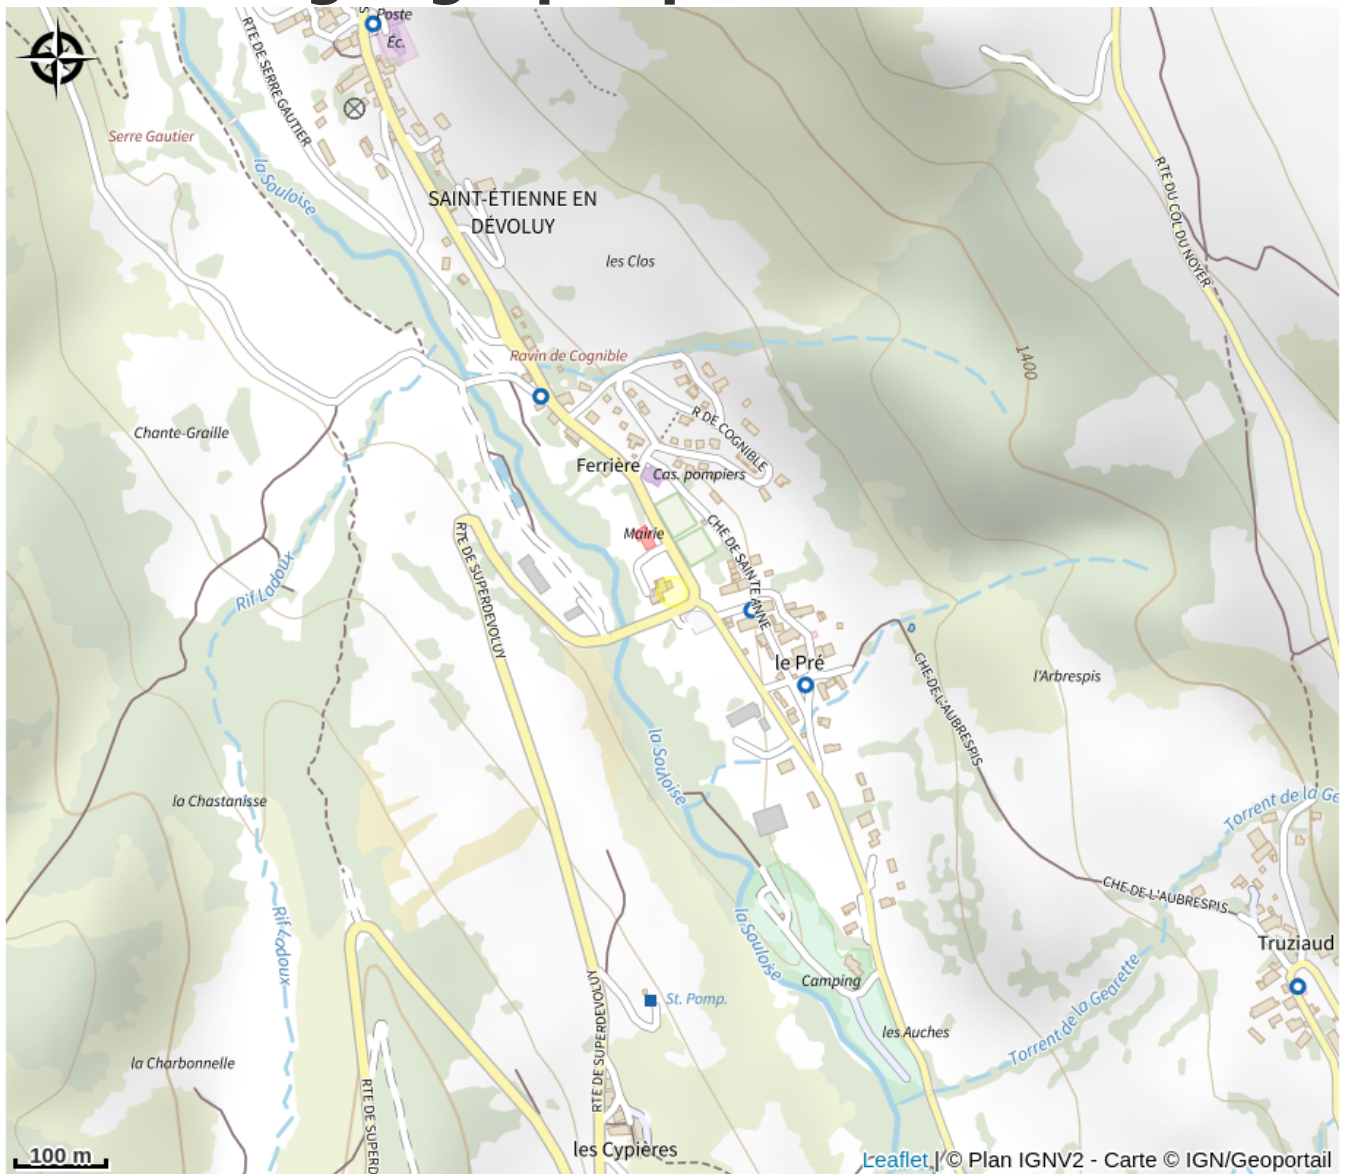 Poste
Éc.
RTE DE SERRE GAUTIER
Serre Gautier
la Souloise
SAINT-ÉTIENNE EN
DÉVOLUY
les Clos
RTE DU COL DU NOYER
Ravin de Cognible
1400
R DE COGNIBLE
Chante-Graille
Ferrière
Cas. pompiers
Mairie
CHE DE SAINTE ANNE
RTE DE SUPERDEVOLUY
Rif Ladoux
le Pré
l'Arbrespis
CHE DE L'AUBRESPIS
la Souloise
la Chastanisse
Torrent de la Ge
CHE DE L'AUBRESPIS
Rif Ladoux
la Souloise
Truziaud
Camping
St. Pomp.
RTE DE SUPERDEVOLUY
les Auches
Torrent de la Gearette
la Charbonnelle
RTE DE SUPERD
les Cypières
100 m
Leaflet | © Plan IGNV2 - Carte © IGN/Geoportail